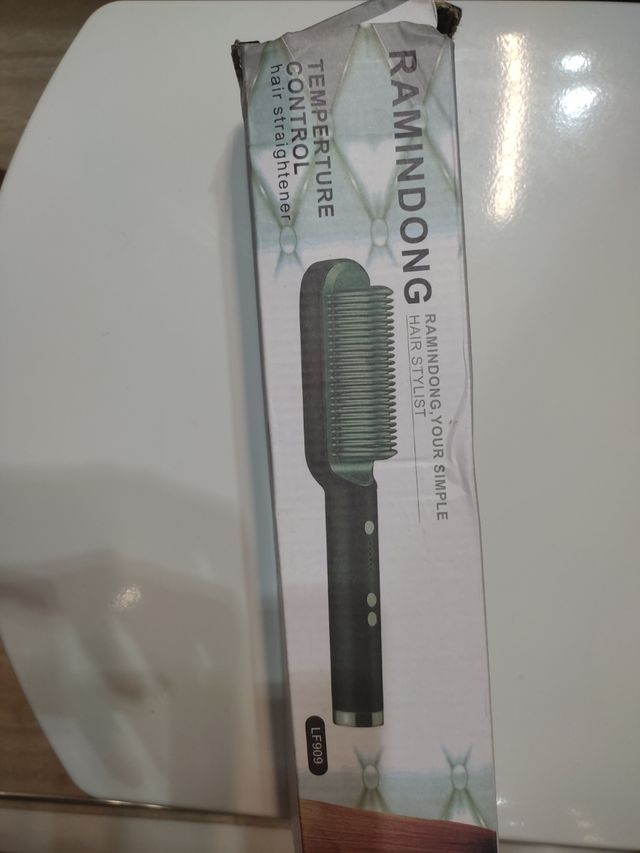 RAMINDONG
RAMINDONG,YOUR SIMPLE
HAIR STYLIST
TEMPERTURE
CONTROL
hair straightener
LF909